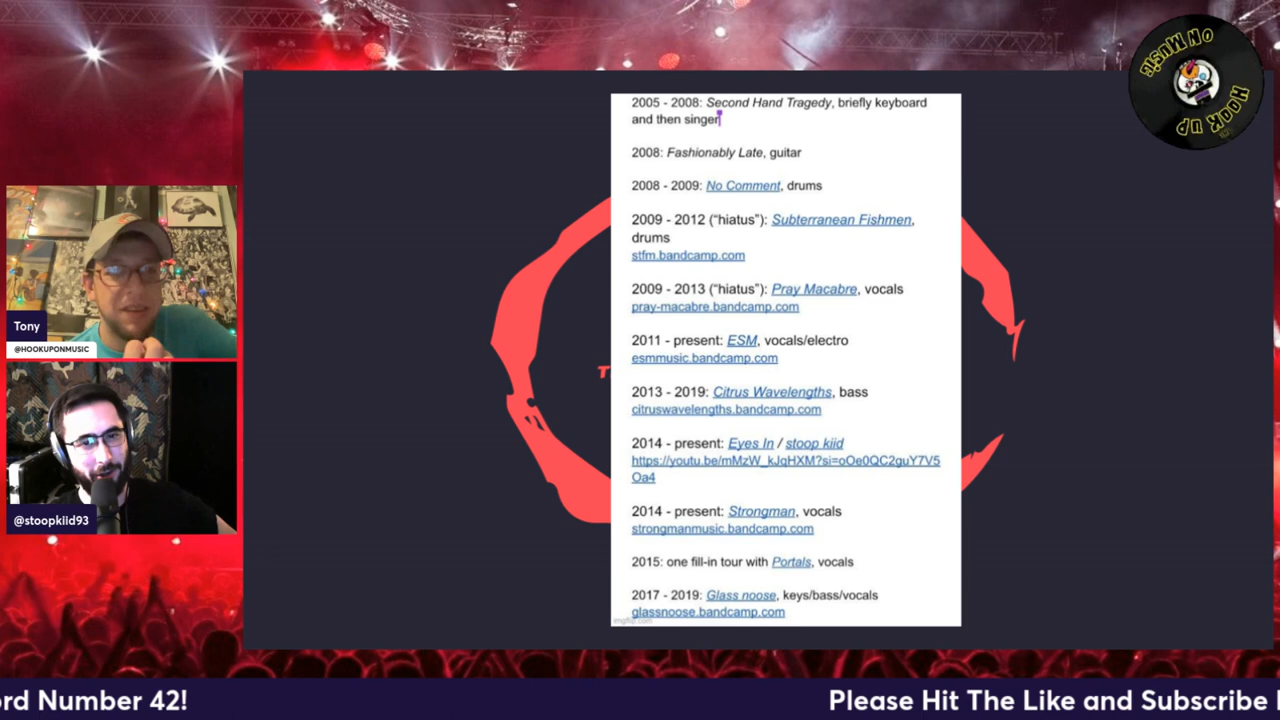 ON MUSIC
HOOK UP
2005 - 2008: Second Hand Tragedy, briefly keyboard
and then singer
2008: Fashionably Late, guitar
2008 - 2009: No Comment, drums
2009 - 2012 (“hiatus”): Subterranean Fishmen,
drums
stfm.bandcamp.com
2009 - 2013 (“hiatus”): Pray Macabre, vocals
pray-macabre.bandcamp.com
2011 - present: ESM, vocals/electro
esmmusic.bandcamp.com
2013 - 2019: Citrus Wavelengths, bass
citruswavelengths.bandcamp.com
2014 - present: Eyes In / stoop kiid
https://youtu.be/mMzW_kJqHXM?si=oOe0QC2guY7V5
Oa4
2014 - present: Strongman, vocals
strongmanmusic.bandcamp.com
2015: one fill-in tour with Portals, vocals
2017 - 2019: Glass noose, keys/bass/vocals
glassnoose.bandcamp.com
imgflip.com
T
Tony
@HOOKUPONMUSIC
@stoopkiid93
ord Number 42!
Please Hit The Like and Subscribe